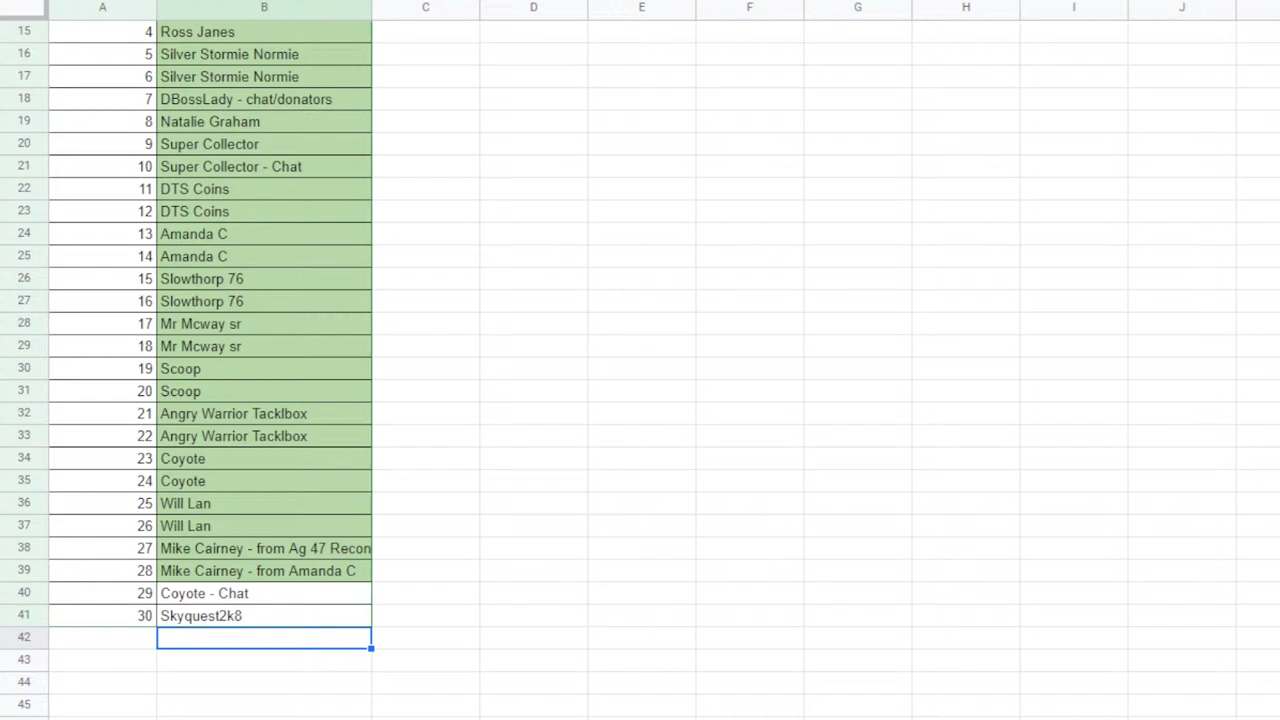 A B C D E F G H I J
15 4 Ross Janes
16 5 Silver Stormie Normie
17 6 Silver Stormie Normie
18 7 DBossLady - chat/donators
19 8 Natalie Graham
20 9 Super Collector
21 10 Super Collector - Chat
22 11 DTS Coins
23 12 DTS Coins
24 13 Amanda C
25 14 Amanda C
26 15 Slowthorp 76
27 16 Slowthorp 76
28 17 Mr Mcway sr
29 18 Mr Mcway sr
30 19 Scoop
31 20 Scoop
32 21 Angry Warrior Tacklbox
33 22 Angry Warrior Tacklbox
34 23 Coyote
35 24 Coyote
36 25 Will Lan
37 26 Will Lan
38 27 Mike Cairney - from Ag 47 Recon
39 28 Mike Cairney - from Amanda C
40 29 Coyote - Chat
41 30 Skyquest2k8
42
43
44
45